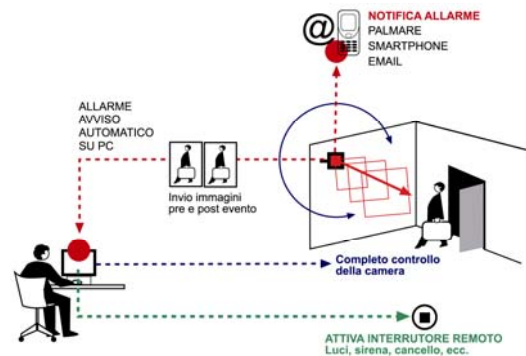 @
NOTIFICA ALLARME
PALMARE
SMARTPHONE
EMAIL
ALLARME
AVVISO
AUTOMATICO
SU PC
Invio immagini
pre e post evento
Completo controllo
della camera
ATTIVA INTERRUTORE REMOTO
Luci, sirena, cancello, ecc.